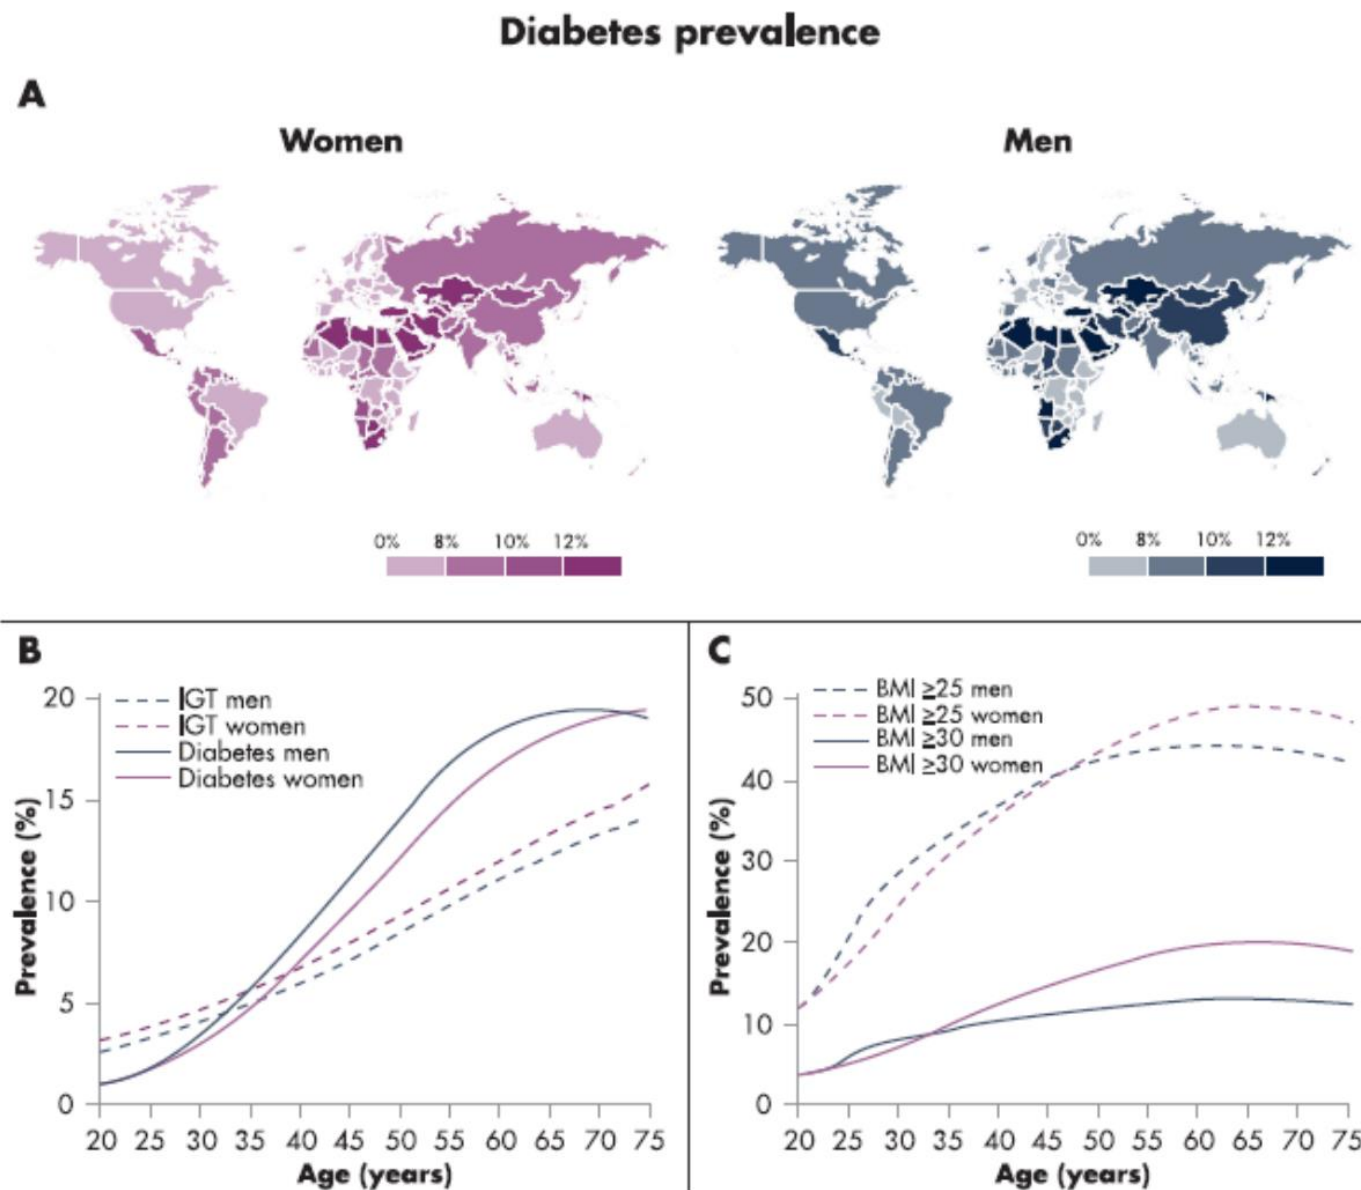 Diabetes prevalence
A
Women
Men
0% 8% 10% 12%
0% 8% 10% 12%
B
IGT men
IGT women
Diabetes men
Diabetes women
Prevalence (%)
20
15
10
5
0
20 25 30 35 40 45 50 55 60 65 70 75
Age (years)
C
BMI ≥25 men
BMI ≥25 women
BMI ≥30 men
BMI ≥30 women
Prevalence (%)
50
40
30
20
10
0
20 25 30 35 40 45 50 55 60 65 70 75
Age (years)